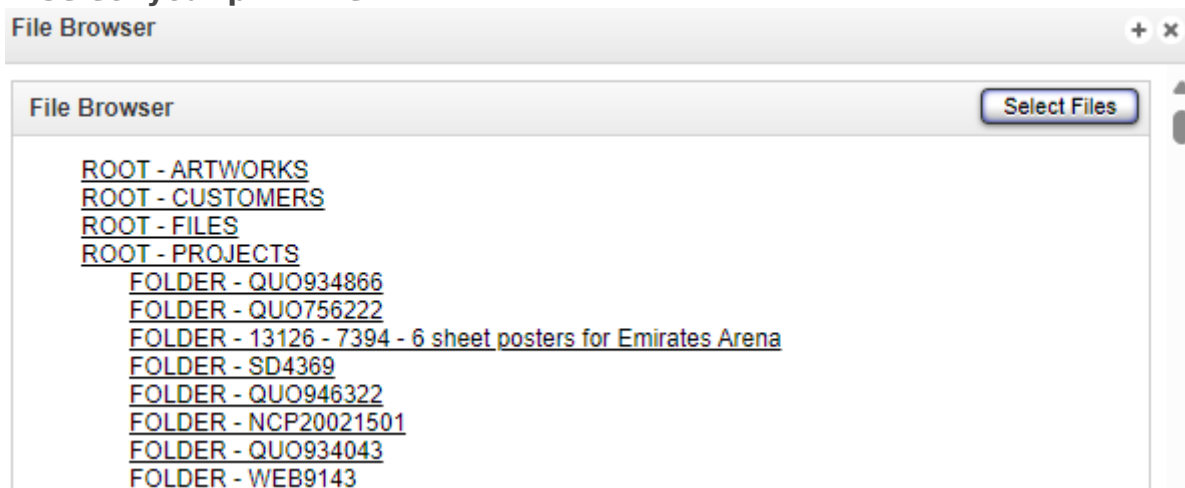 File Browser
File Browser
Select Files
ROOT - ARTWORKS
ROOT - CUSTOMERS
ROOT - FILES
ROOT - PROJECTS
FOLDER - QUO934866
FOLDER - QUO756222
FOLDER - 13126 - 7394 - 6 sheet posters for Emirates Arena
FOLDER - SD4369
FOLDER - QUO946322
FOLDER - NCP20021501
FOLDER - QUO934043
FOLDER - WEB9143